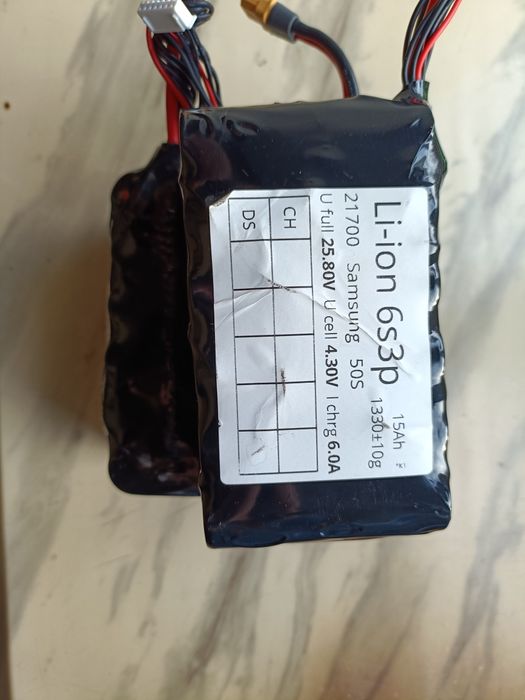 Li-ion 6s3p 15Ah
21700 Samsung 50S 1330±10g
U full 25.80V U cell 4.30V I chrg 6.0A
CH
DS